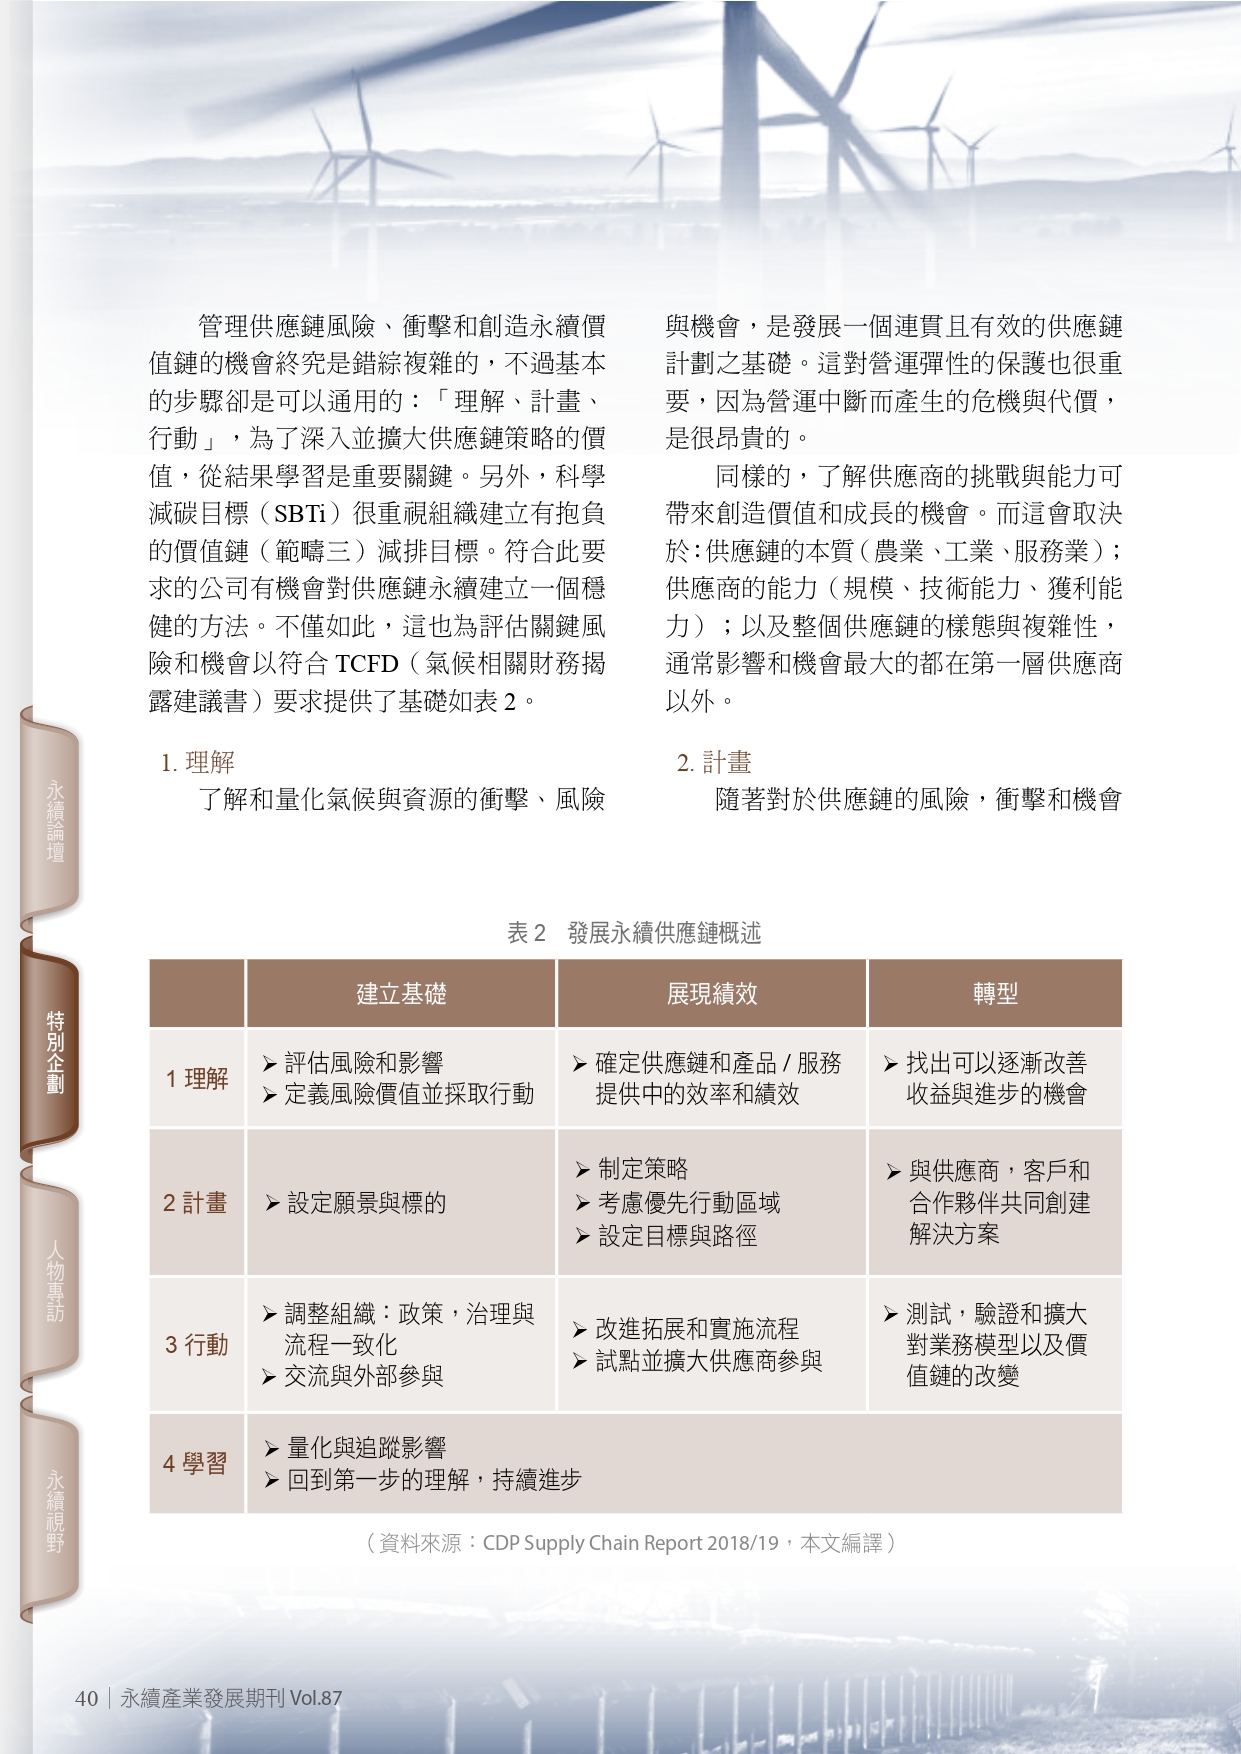 管理供應鏈風險、衝擊和創造永續價
值鏈的機會終究是錯綜複雜的，不過基本
的步驟卻是可以通用的：「理解、計畫、
行動」，為了深入並擴大供應鏈策略的價
值，從結果學習是重要關鍵。另外，科學
減碳目標（SBTi）很重視組織建立有抱負
的價值鏈（範疇三）減排目標。符合此要
求的公司有機會對供應鏈永續建立一個穩
健的方法。不僅如此，這也為評估關鍵風
險和機會以符合 TCFD（氣候相關財務揭
露建議書）要求提供了基礎如表 2。
1. 理解
了解和量化氣候與資源的衝擊、風險
與機會，是發展一個連貫且有效的供應鏈
計劃之基礎。這對營運彈性的保護也很重
要，因為營運中斷而產生的危機與代價，
是很昂貴的。
同樣的，了解供應商的挑戰與能力可
帶來創造價值和成長的機會。而這會取決
於：供應鏈的本質（農業、工業、服務業）；
供應商的能力（規模、技術能力、獲利能
力）；以及整個供應鏈的樣態與複雜性，
通常影響和機會最大的都在第一層供應商
以外。
2. 計畫
隨著對於供應鏈的風險，衝擊和機會
表 2　發展永續供應鏈概述
建立基礎
展現績效
轉型
1 理解
➢ 評估風險和影響
➢ 定義風險價值並採取行動
➢ 確定供應鏈和產品 / 服務
提供中的效率和績效
➢ 找出可以逐漸改善
收益與進步的機會
2 計畫
➢ 設定願景與標的
➢ 制定策略
➢ 考慮優先行動區域
➢ 設定目標與路徑
➢ 與供應商，客戶和
合作夥伴共同創建
解決方案
3 行動
➢ 調整組織：政策，治理與
流程一致化
➢ 交流與外部參與
➢ 改進拓展和實施流程
➢ 試點並擴大供應商參與
➢ 測試，驗證和擴大
對業務模型以及價
值鏈的改變
4 學習
➢ 量化與追蹤影響
➢ 回到第一步的理解，持續進步
（資料來源：CDP Supply Chain Report 2018/19，本文編譯）
永續論壇
特別企劃
人物專訪
永續視野
40｜永續產業發展期刊 Vol.87